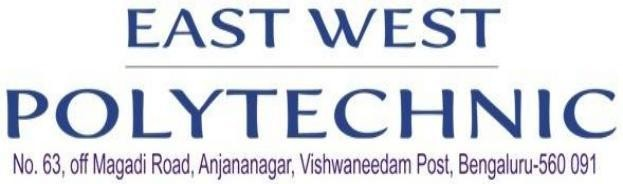 EAST WEST
POLYTECHNIC
No. 63, off Magadi Road, Anjananagar, Vishwaneedam Post, Bengaluru-560 091